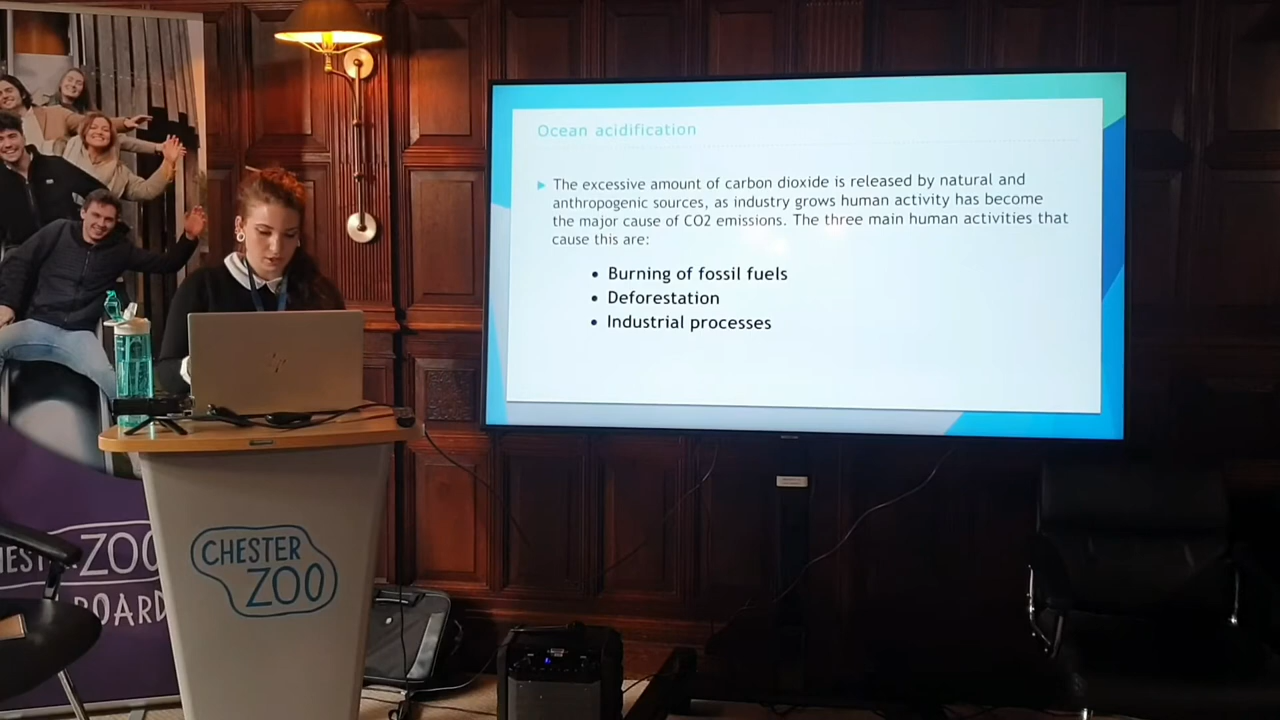 Ocean acidification
The excessive amount of carbon dioxide is released by natural and
anthropogenic sources, as industry grows human activity has become
the major cause of CO2 emissions. The three main human activities that
cause this are:
• Burning of fossil fuels
• Deforestation
• Industrial processes
CHESTER
ZOO
ZOO
BOARD
hp